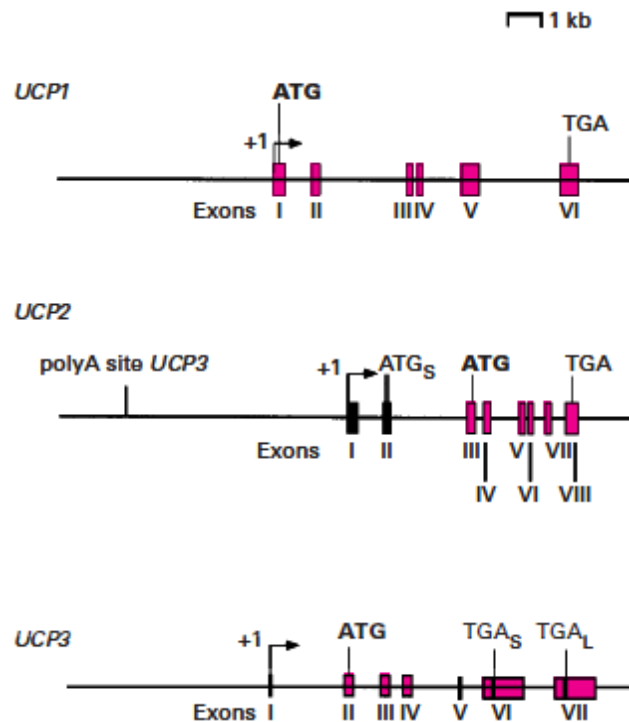 1 kb
UCP1
ATG
+1
TGA
Exons I II III IV V VI
UCP2
polyA site UCP3
+1 ATGS ATG TGA
Exons I II III V VII
IV VI VIII
UCP3
+1 ATG TGAS TGAL
Exons I II III IV V VI VII